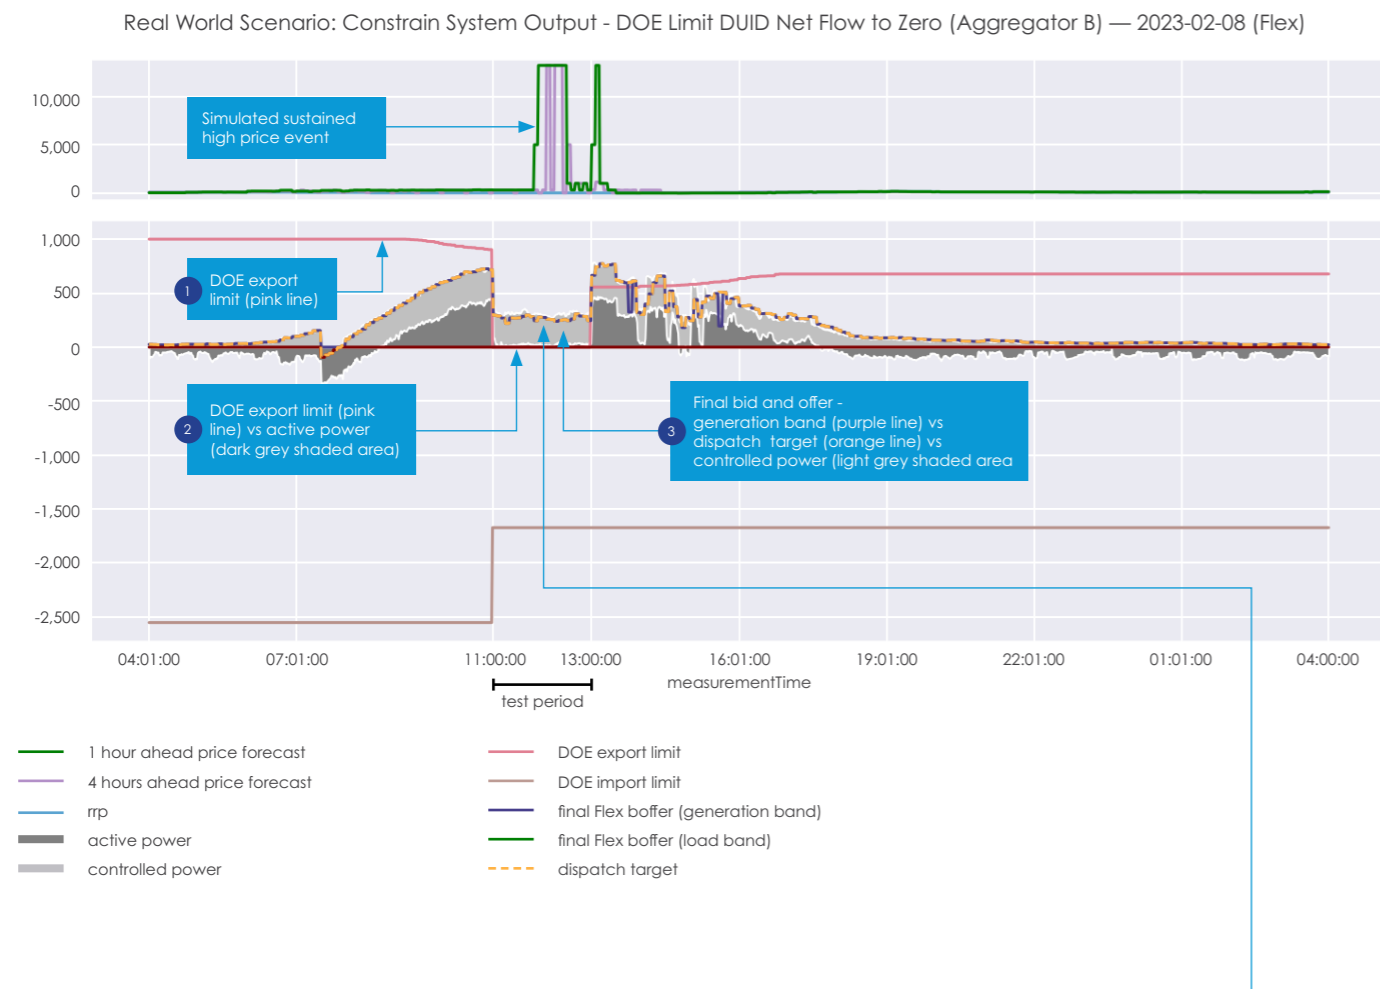 Real World Scenario: Constrain System Output - DOE Limit DUID Net Flow to Zero (Aggregator B) — 2023-02-08 (Flex)
10,000
5,000
0
Simulated sustained
high price event
1,000
500
0
-500
-1,000
-1,500
-2,000
-2,500
1
DOE export
limit (pink line)
2
DOE export limit (pink
line) vs active power
(dark grey shaded area)
3
Final bid and offer -
generation band (purple line) vs
dispatch target (orange line) vs
controlled power (light grey shaded area
04:01:00
07:01:00
11:00:00
13:00:00
16:01:00
19:01:00
22:01:00
01:01:00
04:00:00
measurementTime
test period
1 hour ahead price forecast
4 hours ahead price forecast
rrp
active power
controlled power
DOE export limit
DOE import limit
final Flex boffer (generation band)
final Flex boffer (load band)
dispatch target